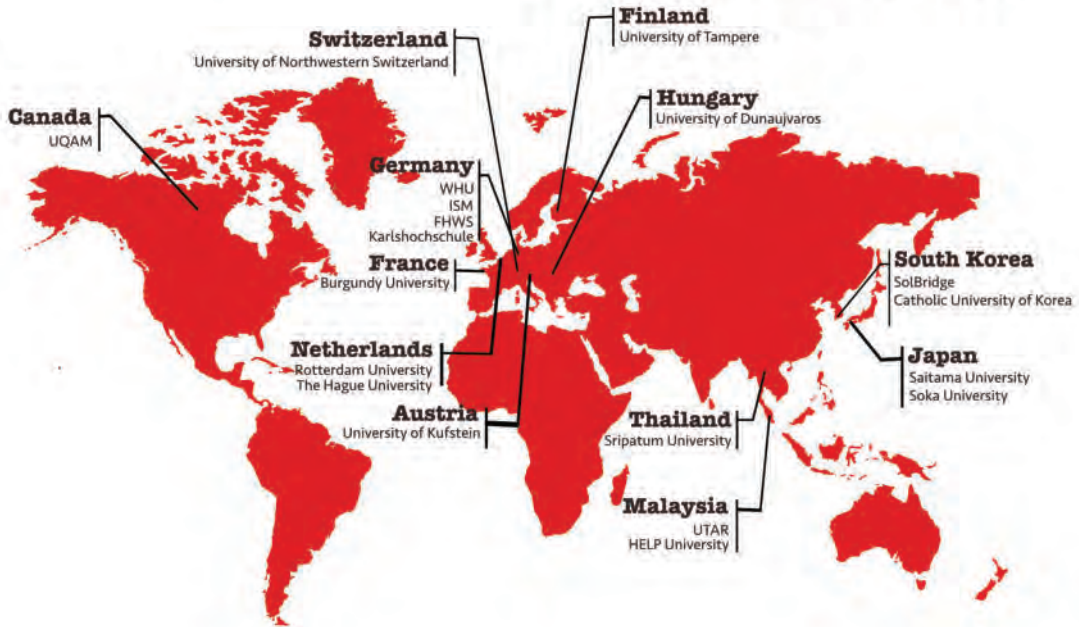 Finland
University of Tampere
Switzerland
University of Northwestern Switzerland
Hungary
University of Dunaujvaros
Canada
UQAM
Germany
WHU
ISM
FHWS
Karlshochschule
France
Burgundy University
South Korea
SolBridge
Catholic University of Korea
Netherlands
Rotterdam University
The Hague University
Japan
Saitama University
Soka University
Austria
University of Kufstein
Thailand
Sripatum University
Malaysia
UTAR
HELP University